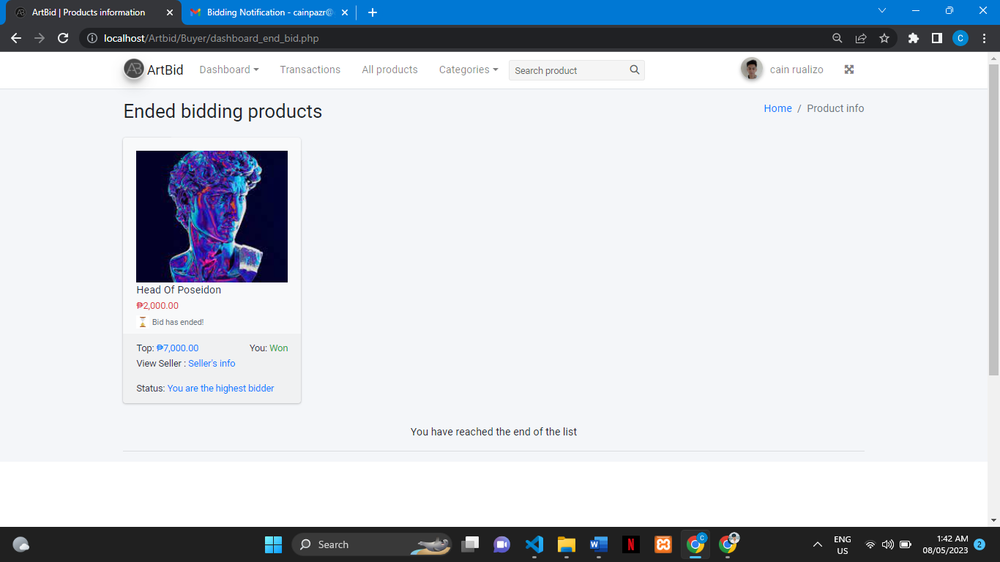 ArtBid | Products information
Bidding Notification - cainpazr@
localhost/Artbid/Buyer/dashboard_end_bid.php
C
AB ArtBid Dashboard Transactions All products Categories Search product cain rualizo
Ended bidding products
Home / Product info
Head Of Poseidon
₱2,000.00
Bid has ended!
Top: ₱7,000.00 You: Won
View Seller : Seller's info
Status: You are the highest bidder
You have reached the end of the list
Search
ENG
US
1:42 AM
08/05/2023
2